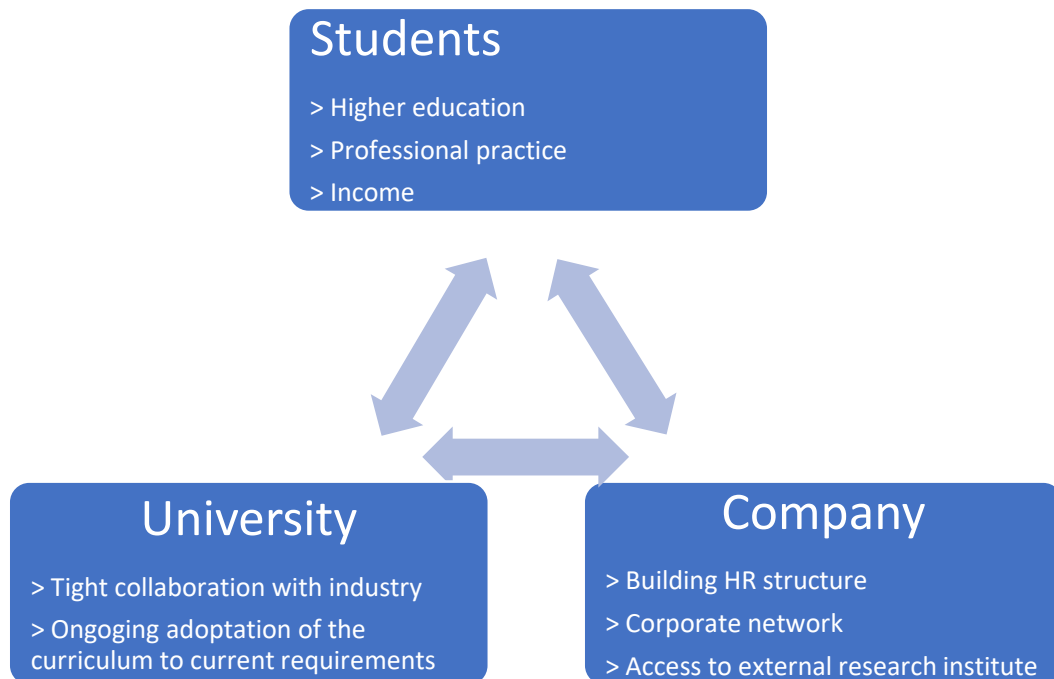 Students
> Higher education
> Professional practice
> Income
University
> Tight collaboration with industry
> Ongoging adoptation of the
curriculum to current requirements
Company
> Building HR structure
> Corporate network
> Access to external research institute